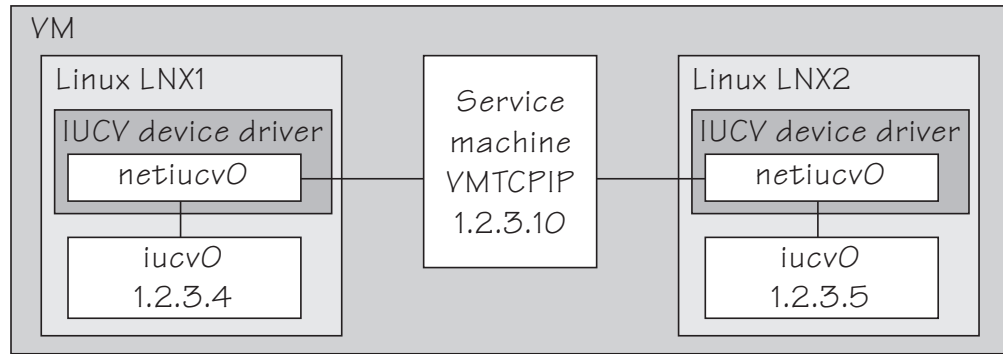 VM
Linux LNX1
IUCV device driver
netiucv0
iucv0
1.2.3.4
Service
machine
VMTCPIP
1.2.3.10
Linux LNX2
IUCV device driver
netiucv0
iucv0
1.2.3.5